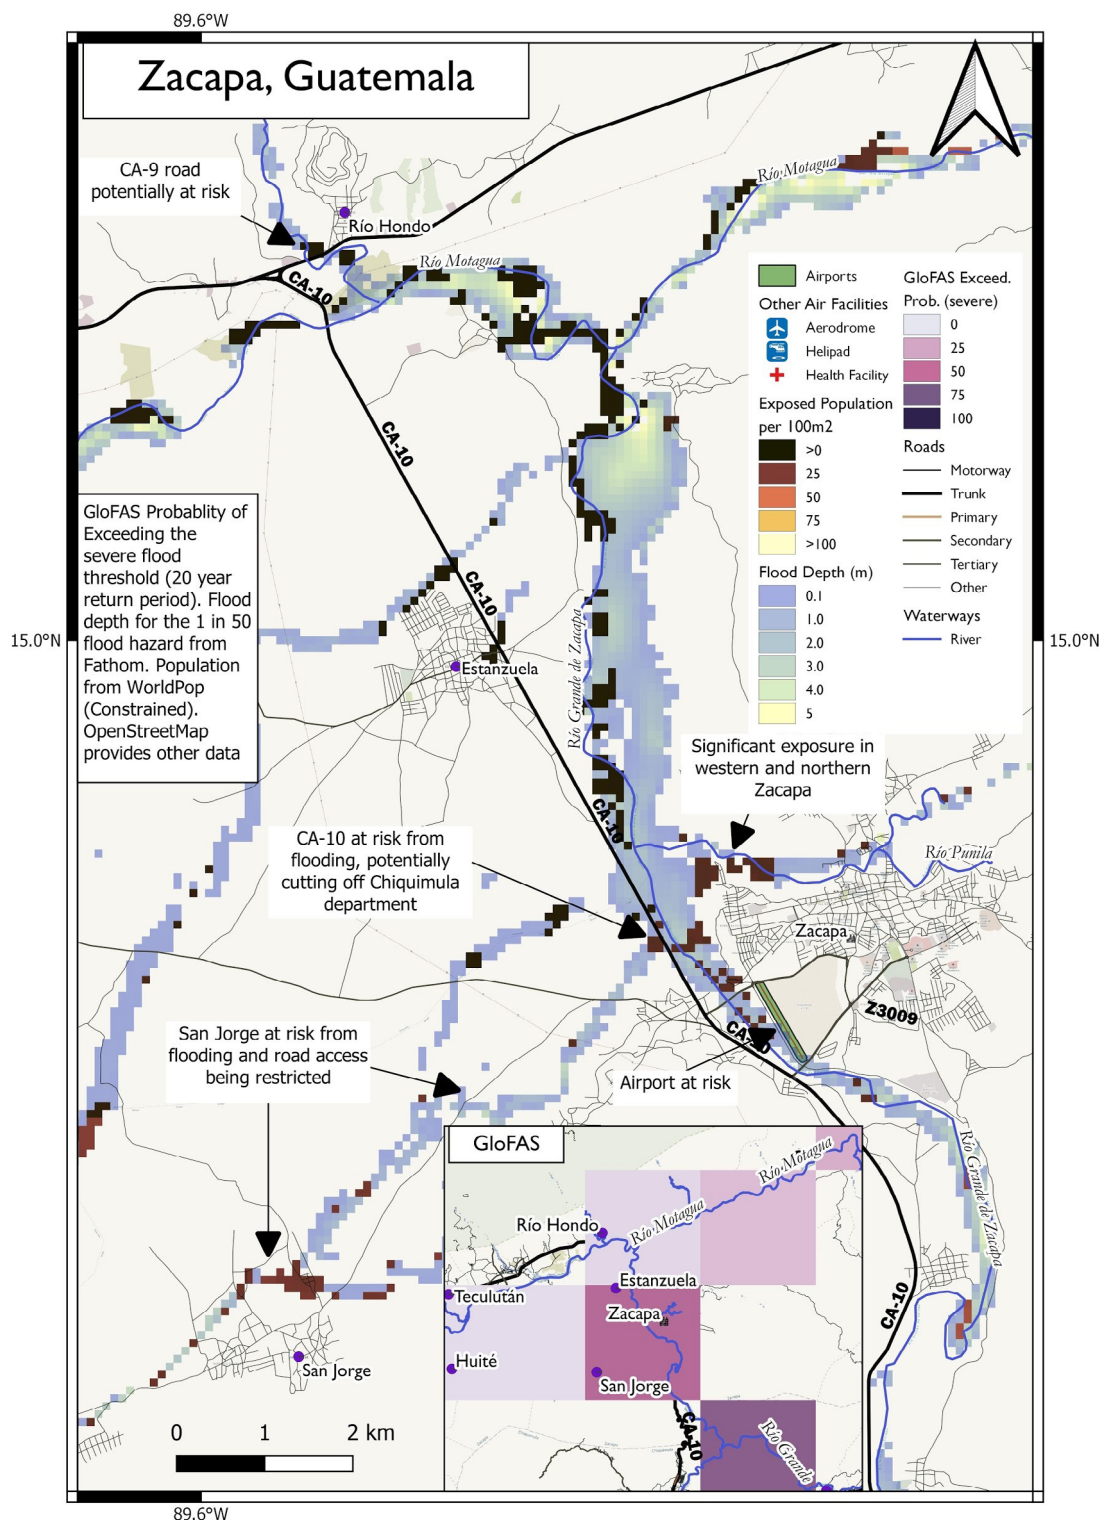 89.6°W
Zacapa, Guatemala
CA-9 road
potentially at risk
Río Hondo
Río Motagua
Río Motagua
CA-10
Airports
Other Air Facilities
Aerodrome
Helipad
Health Facility
Exposed Population
per 100m2
>0
25
50
75
>100
Flood Depth (m)
0.1
1.0
2.0
3.0
4.0
5
GloFAS Exceed.
Prob. (severe)
0
25
50
75
100
Roads
Motorway
Trunk
Primary
Secondary
Tertiary
Other
Waterways
River
CA-10
GloFAS Probablity of
Exceeding the
severe flood
threshold (20 year
return period). Flood
depth for the 1 in 50
flood hazard from
Fathom. Population
from WorldPop
(Constrained).
OpenStreetMap
provides other data
CA-10
15.0°N
15.0°N
Estanzuela
Río Grande de Zacapa
Significant exposure in
western and northern
Zacapa
CA-10
CA-10 at risk from
flooding, potentially
cutting off Chiquimula
department
Río Punila
Zacapa
Z3009
CA-10
San Jorge at risk from
flooding and road access
being restricted
Airport at risk
Río Grande de Zacapa
CA-10
San Jorge
0 1 2 km
GloFAS
Río Motagua
Río Hondo
Río Motagua
Estanzuela
Teculután
Zacapa
Huité
San Jorge
CA-10
Río Grande
89.6°W